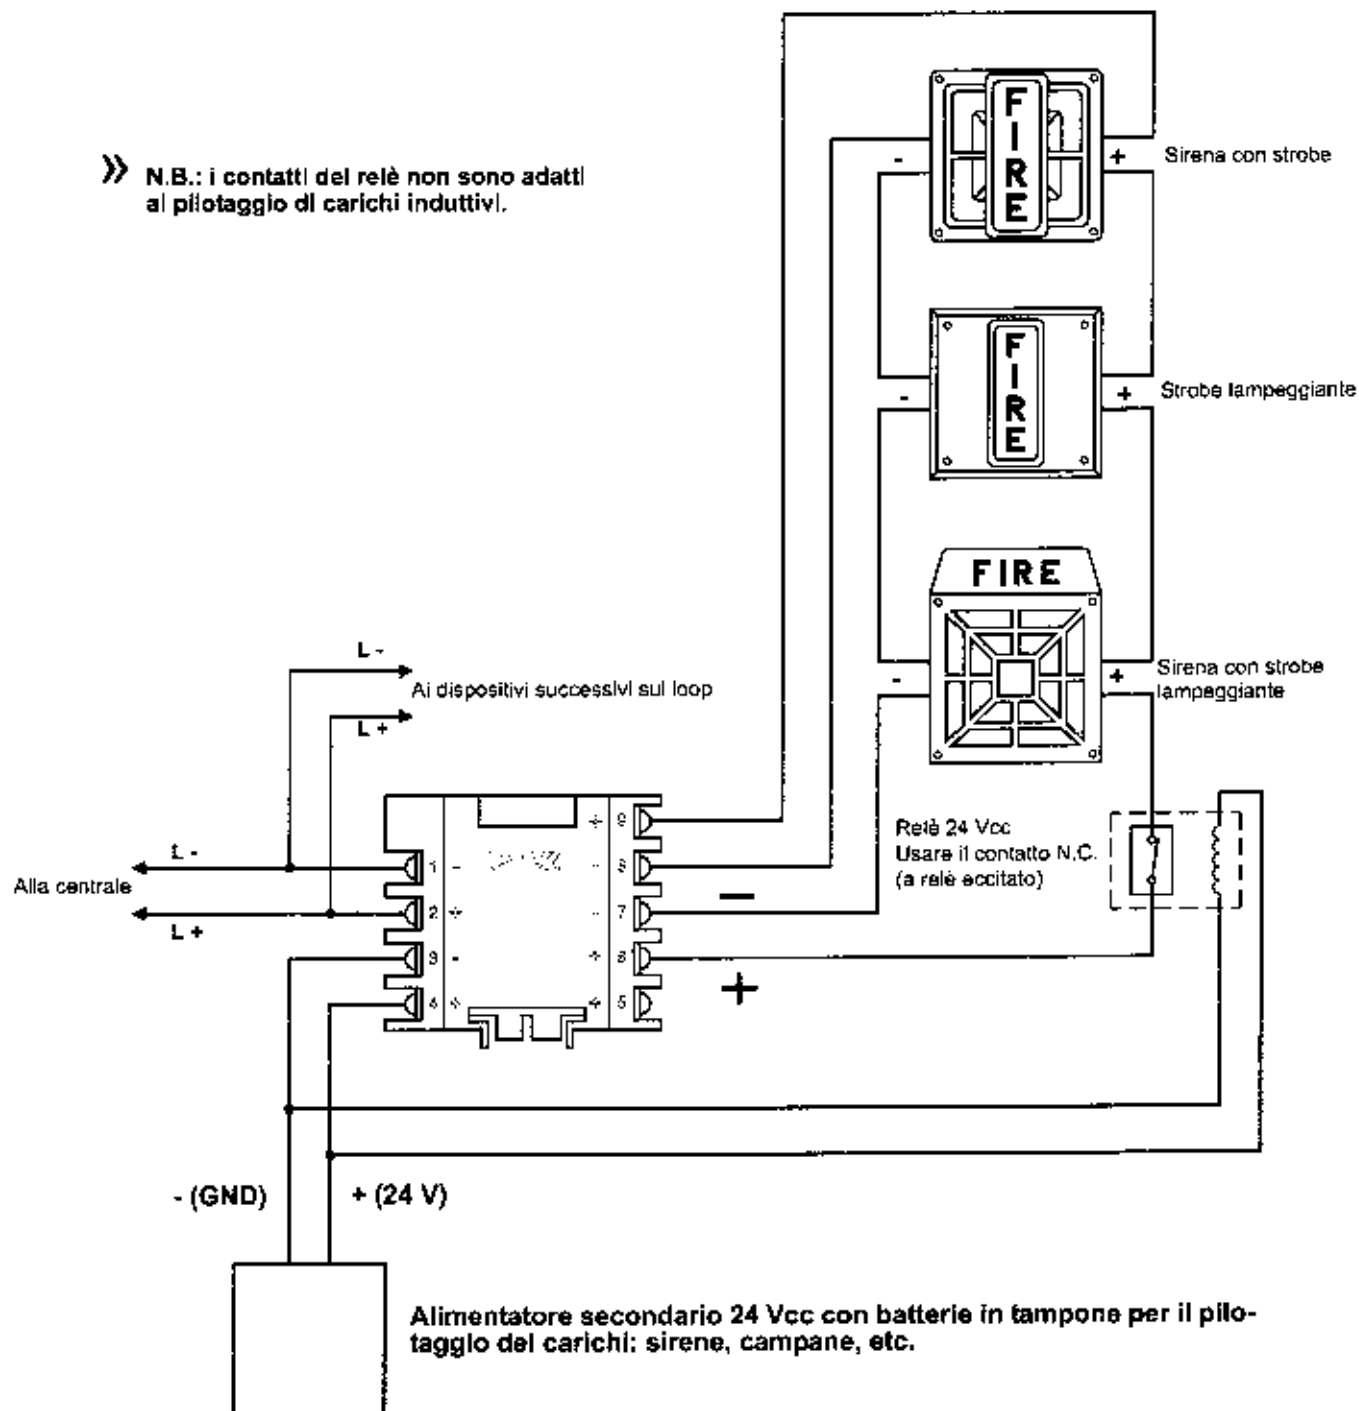 N.B.: i contatti del relè non sono adatti
al pilotaggio di carichi induttivi.
FIRE
- +
Sirena con strobe
FIRE
- +
Strobe lampeggiante
FIRE
- +
Sirena con strobe
lampeggiante
L -
Ai dispositivi successivi sul loop
L +
Relè 24 Vcc
Usare il contatto N.C.
(a relè eccitato)
L -
Alla centrale
L +
1 -
2 +
3 -
4 +
+ 9
- 8
- 7
+ 6
+ 5
-
+
- (GND)
+ (24 V)
Alimentatore secondario 24 Vcc con batterie in tampone per il pilo-
taggio dei carichi: sirene, campane, etc.